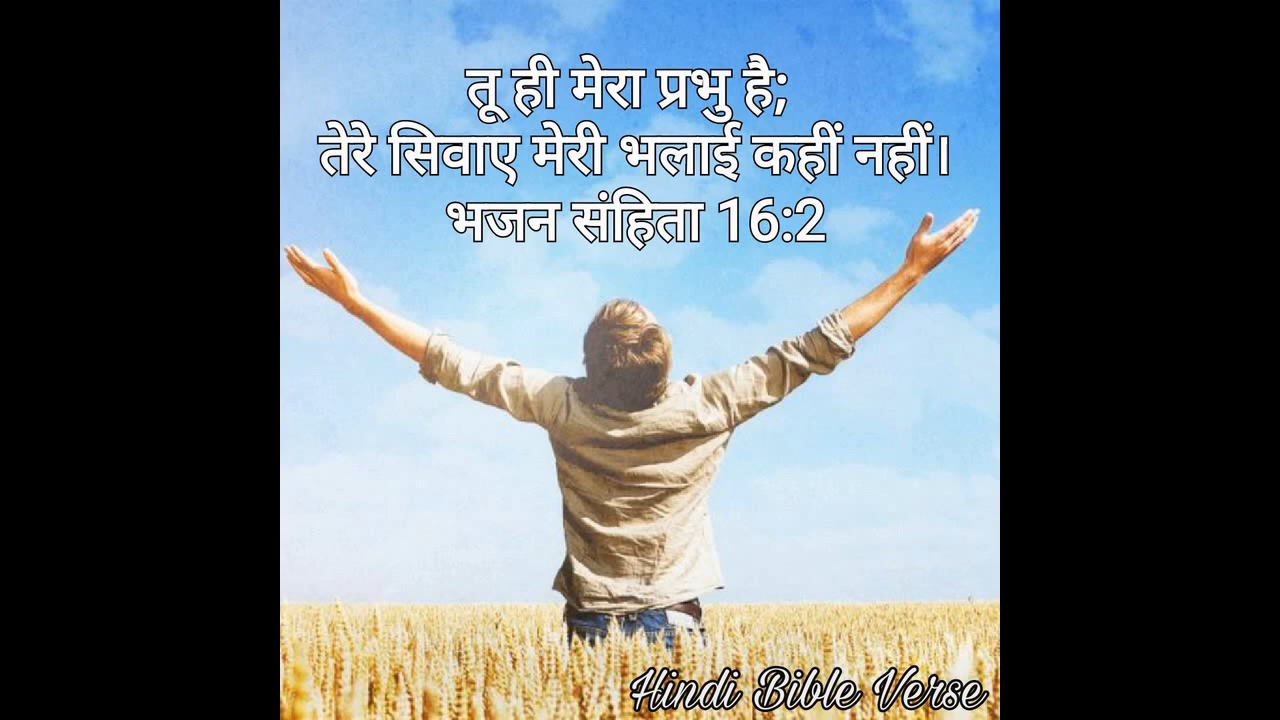 तू ही मेरा प्रभु है;
तेरे सिवाए मेरी भलाई कहीं नहीं।
भजन संहिता 16:2
Hindi Bible Verse